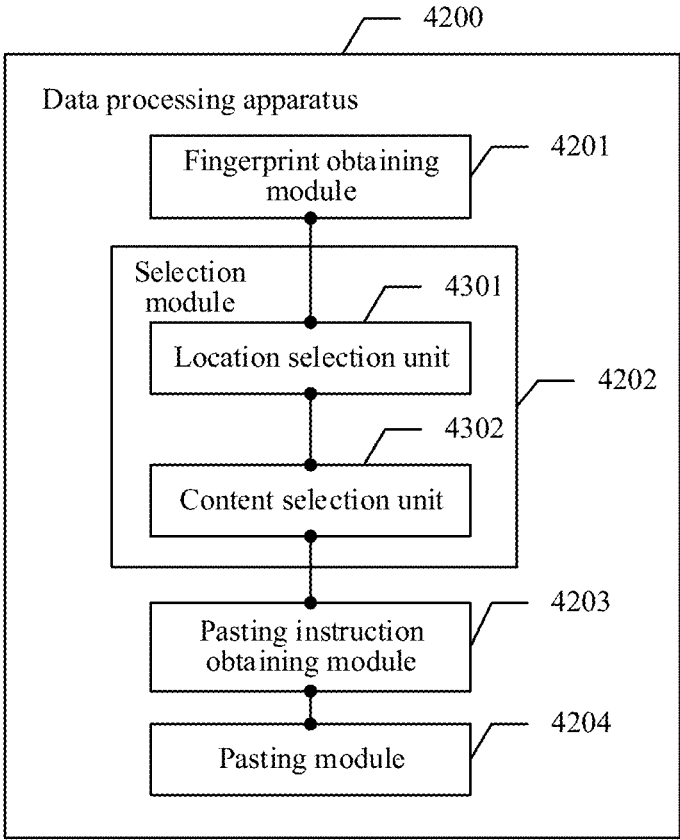 4200
Data processing apparatus
4201
Fingerprint obtaining
module
Selection
module
4301
Location selection unit
4202
4302
Content selection unit
4203
Pasting instruction
obtaining module
4204
Pasting module